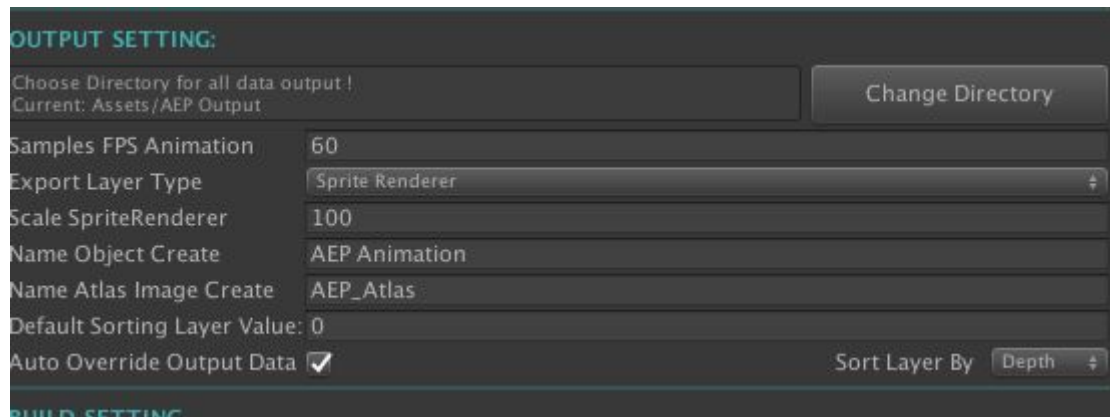 OUTPUT SETTING:
Choose Directory for all data output !
Current: Assets/AEP Output
Change Directory
Samples FPS Animation 60
Export Layer Type Sprite Renderer
Scale SpriteRenderer 100
Name Object Create AEP Animation
Name Atlas Image Create AEP_Atlas
Default Sorting Layer Value: 0
Auto Override Output Data Sort Layer By Depth
BUILD SETTING